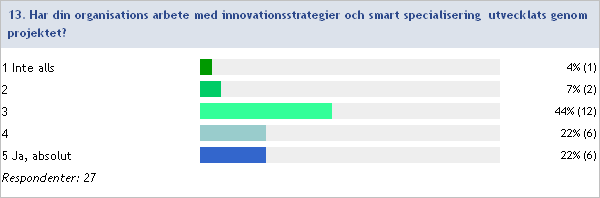 13. Har din organisations arbete med innovationsstrategier och smart specialisering utvecklats genom
projektet?
1 Inte alls 4% (1)
2 7% (2)
3 44% (12)
4 22% (6)
5 Ja, absolut 22% (6)
Respondenter: 27